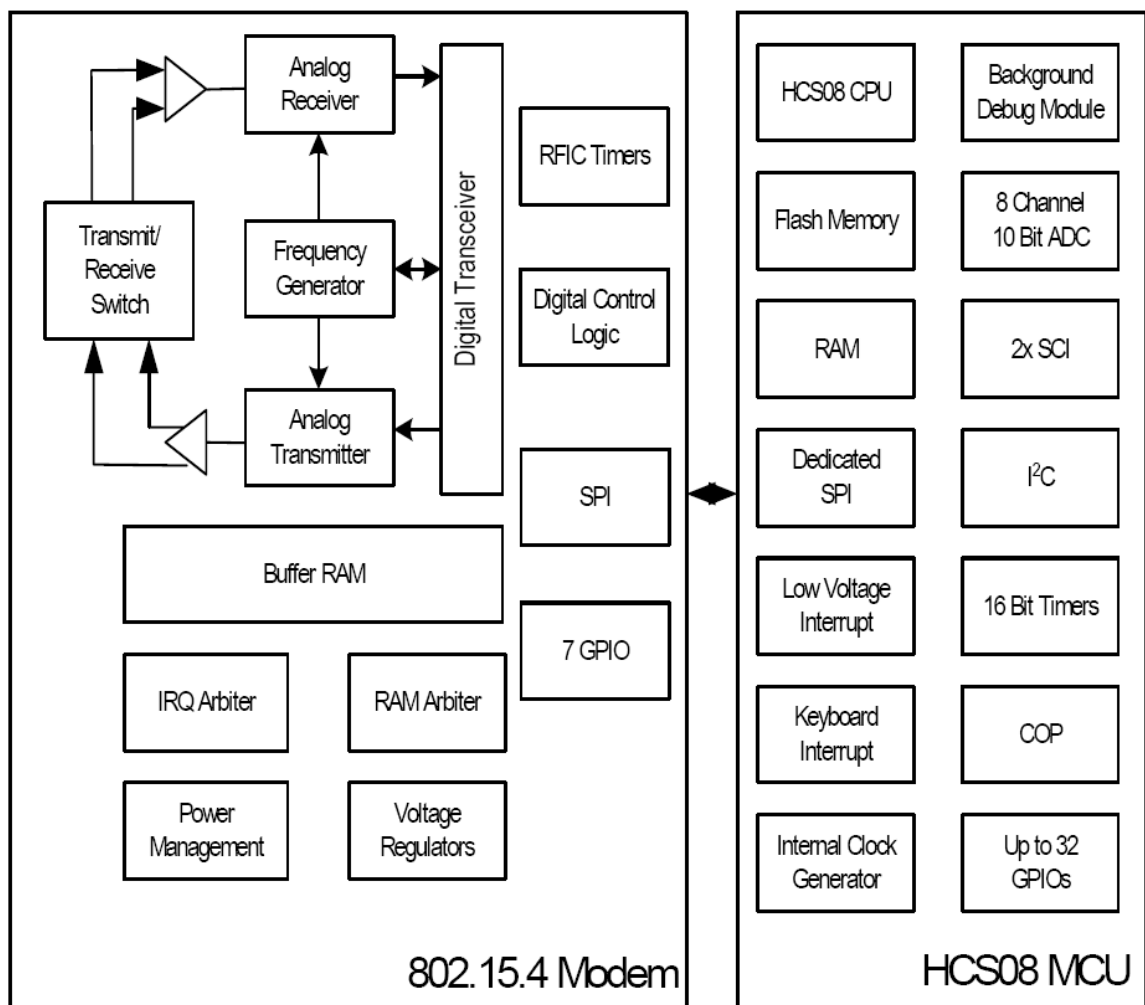 Analog
Receiver
Transmit/
Receive
Switch
Frequency
Generator
Analog
Transmitter
Digital Transceiver
RFIC Timers
Digital Control
Logic
SPI
7 GPIO
Buffer RAM
IRQ Arbiter
RAM Arbiter
Power
Management
Voltage
Regulators
802.15.4 Modem
HCS08 CPU
Background
Debug Module
Flash Memory
8 Channel
10 Bit ADC
RAM
2x SCI
Dedicated
SPI
I²C
Low Voltage
Interrupt
16 Bit Timers
Keyboard
Interrupt
COP
Internal Clock
Generator
Up to 32
GPIOs
HCS08 MCU